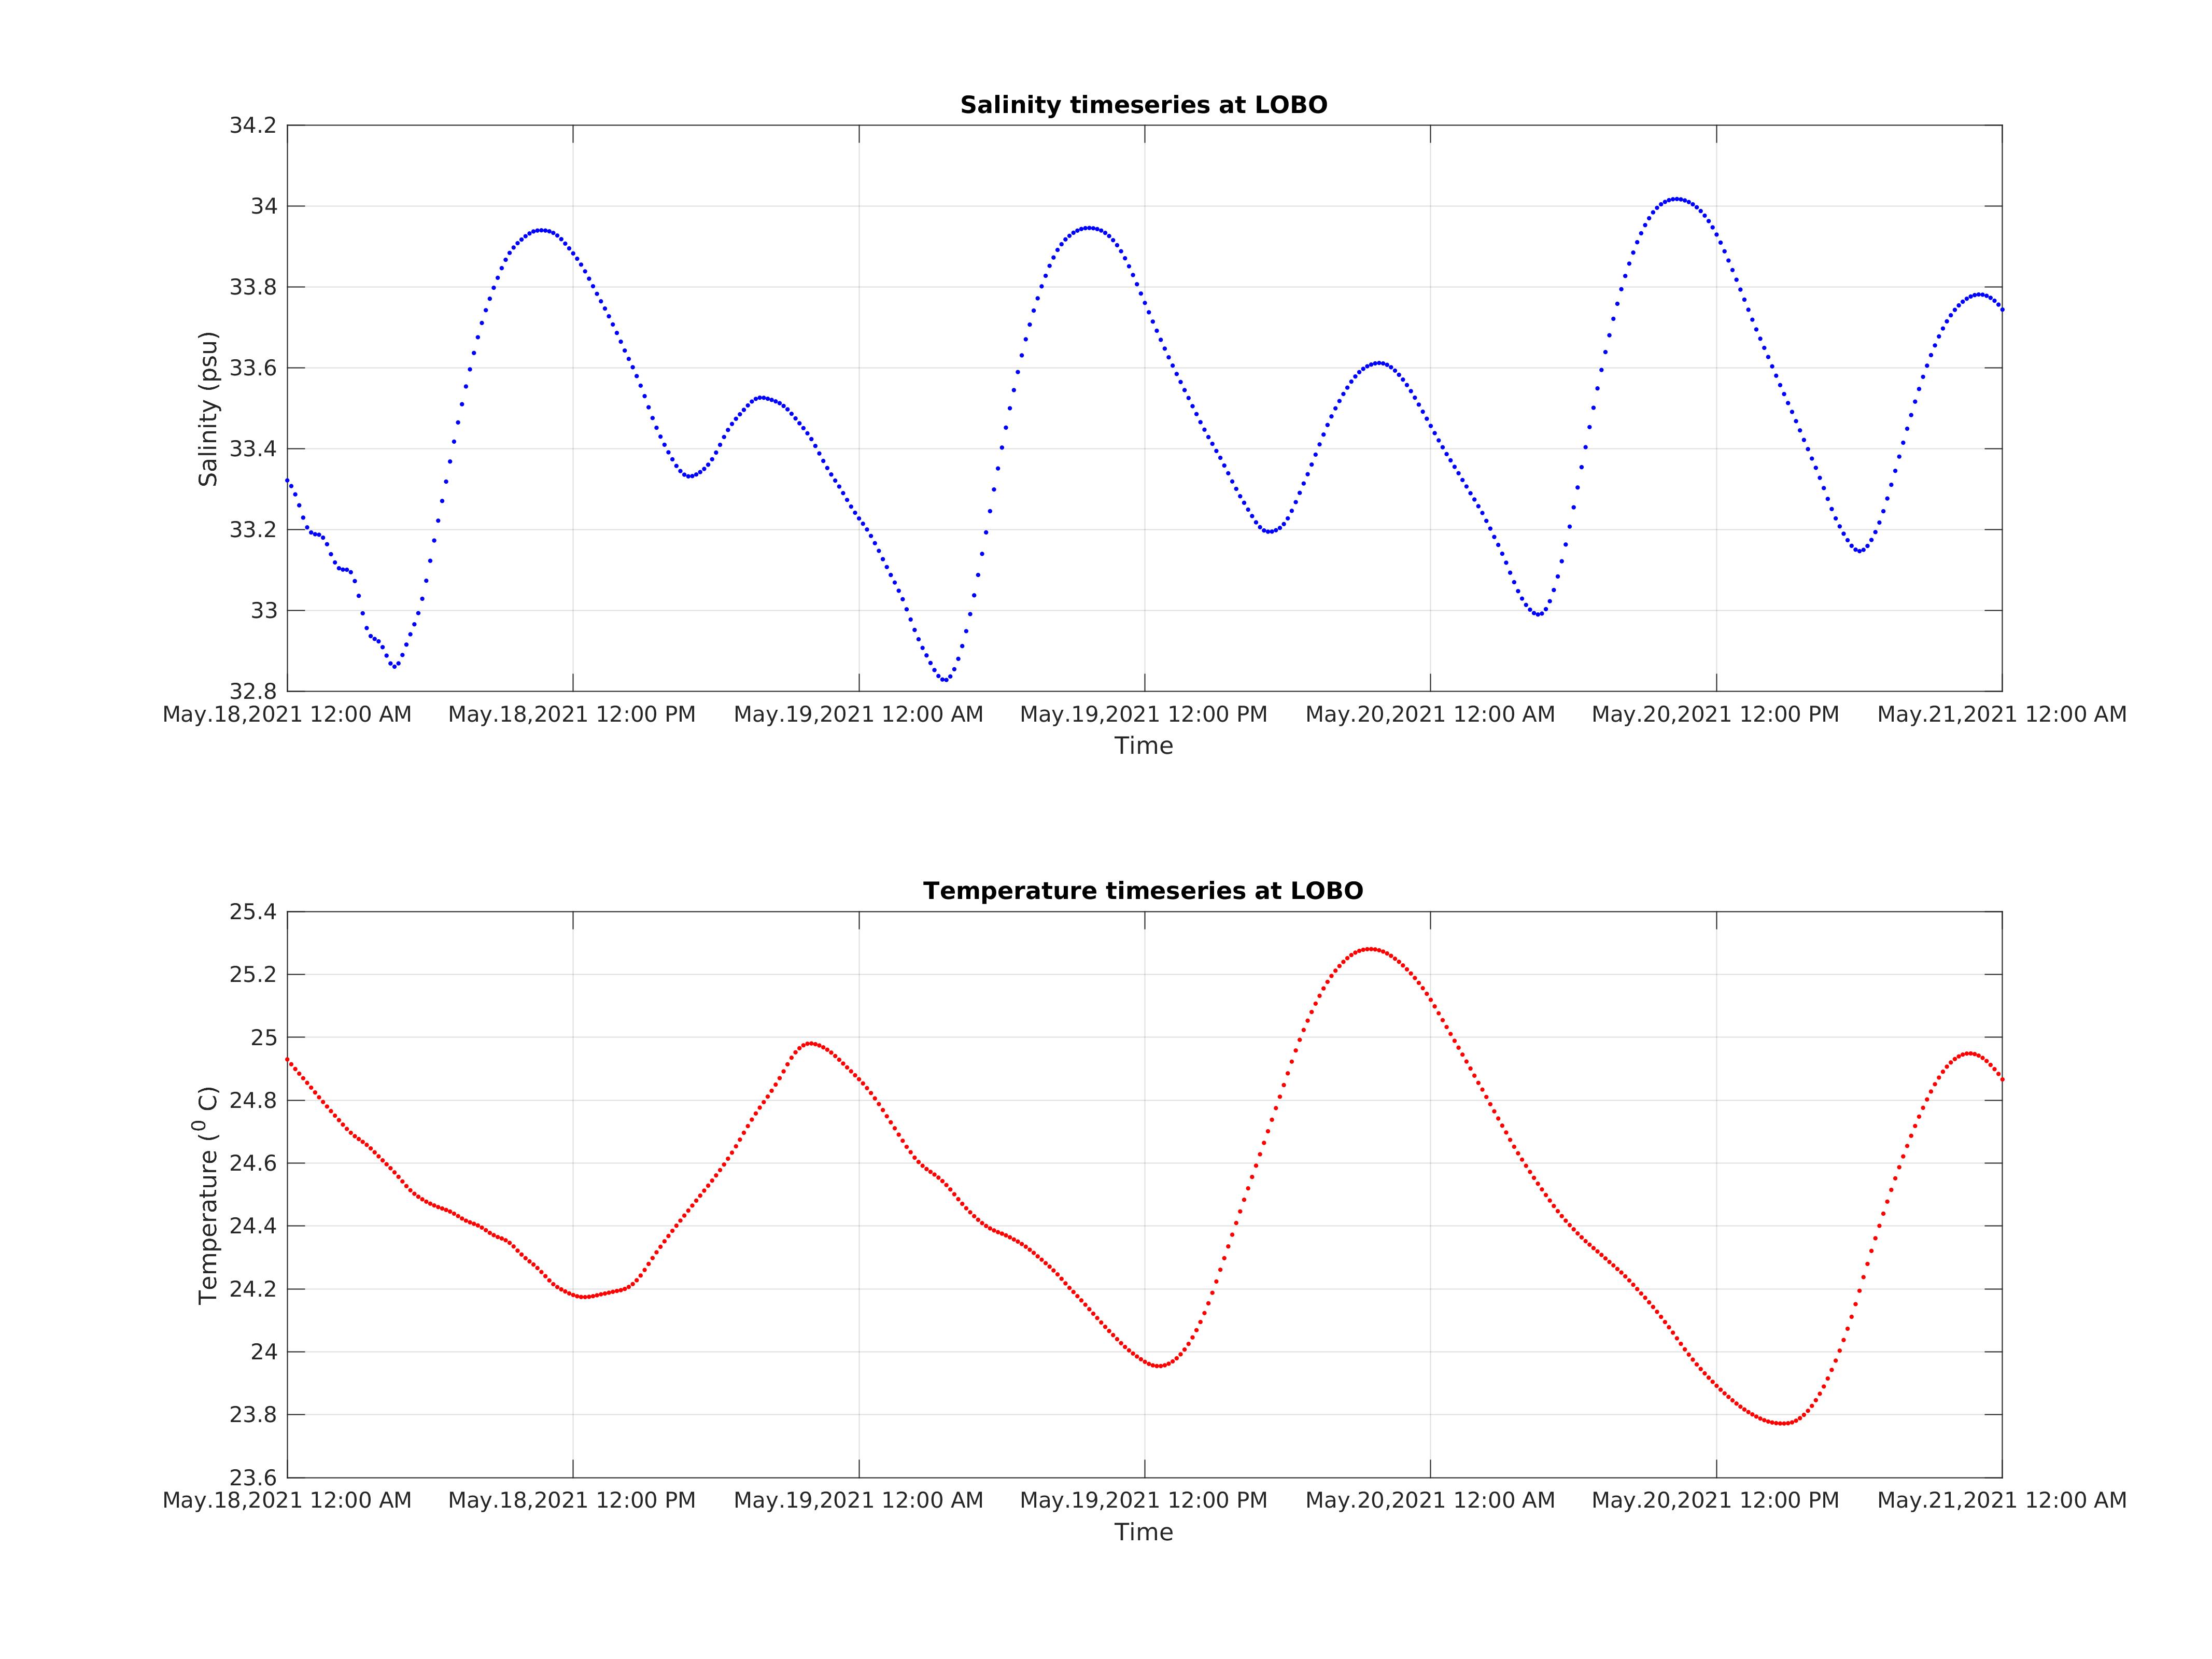 Salinity timeseries at LOBO
34.2
34
33.8
33.6
33.4
33.2
33
32.8
Salinity (psu)
May.18,2021 12:00 AM May.18,2021 12:00 PM May.19,2021 12:00 AM May.19,2021 12:00 PM May.20,2021 12:00 AM May.20,2021 12:00 PM May.21,2021 12:00 AM
Time
Temperature timeseries at LOBO
25.4
25.2
25
24.8
24.6
24.4
24.2
24
23.8
23.6
Temperature (⁰ C)
May.18,2021 12:00 AM May.18,2021 12:00 PM May.19,2021 12:00 AM May.19,2021 12:00 PM May.20,2021 12:00 AM May.20,2021 12:00 PM May.21,2021 12:00 AM
Time